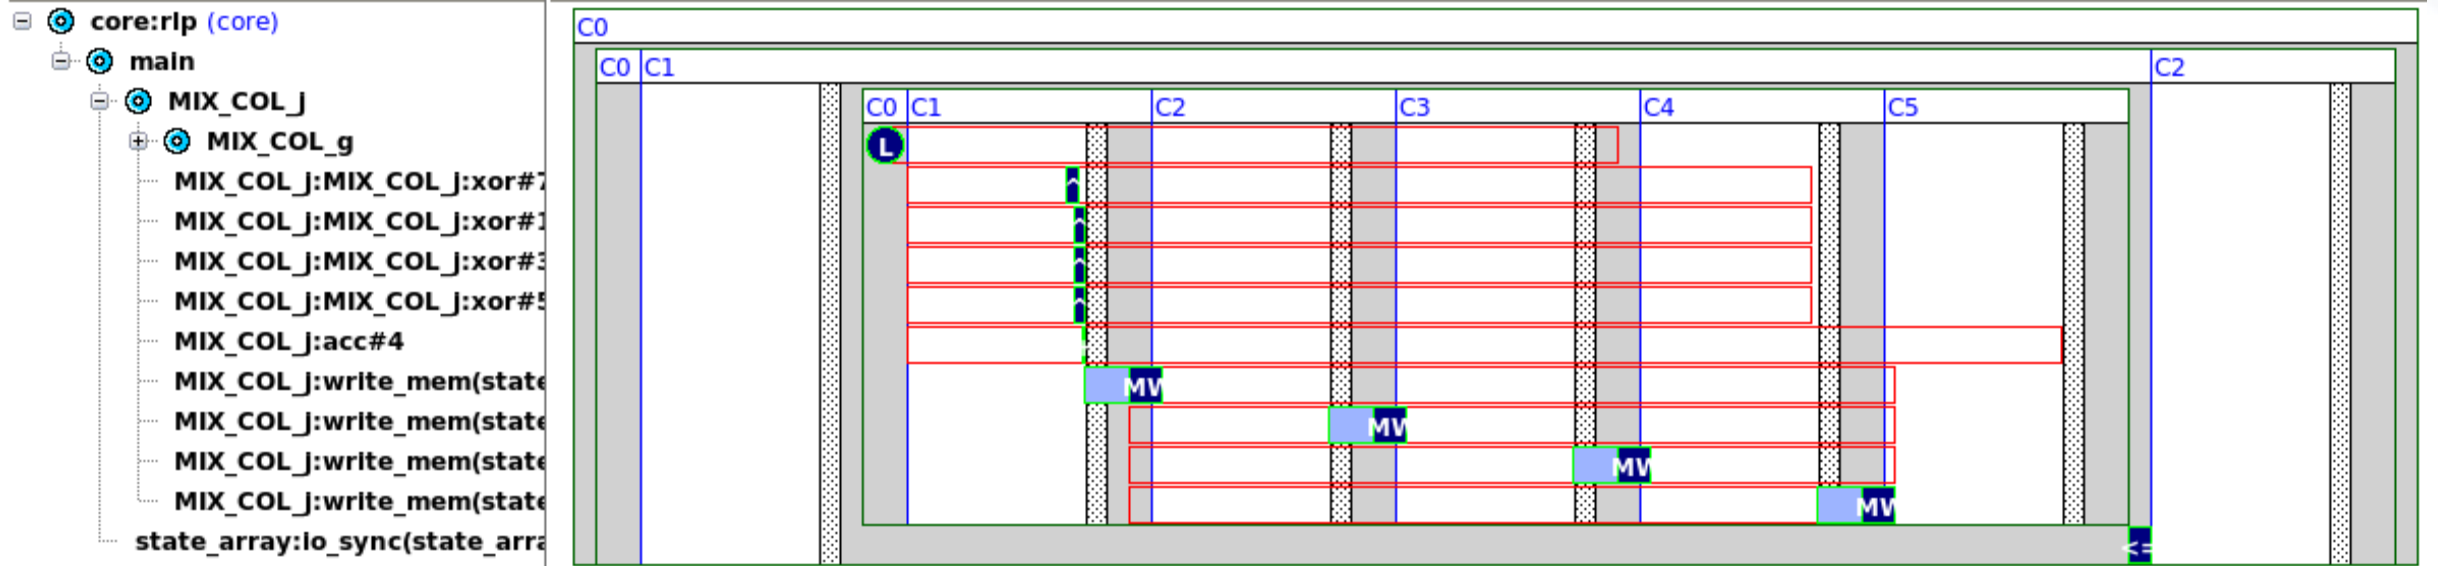 core:rlp (core)
main
MIX_COL_j
MIX_COL_g
MIX_COL_j:MIX_COL_j:xor#7
MIX_COL_j:MIX_COL_j:xor#1
MIX_COL_j:MIX_COL_j:xor#3
MIX_COL_j:MIX_COL_j:xor#5
MIX_COL_j:acc#4
MIX_COL_j:write_mem(state
MIX_COL_j:write_mem(state
MIX_COL_j:write_mem(state
MIX_COL_j:write_mem(state
state_array:io_sync(state_arra
C0
C0 C1 C2
C0 C1 C2 C3 C4 C5
L
^
^
^
^
MW
MW
MW
MW
<=